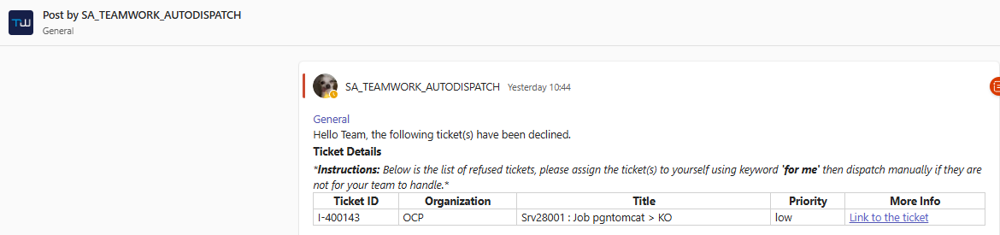 TW
Post by SA_TEAMWORK_AUTODISPATCH
General
SA_TEAMWORK_AUTODISPATCH Yesterday 10:44
General
Hello Team, the following ticket(s) have been declined.
Ticket Details
*Instructions: Below is the list of refused tickets, please assign the ticket(s) to yourself using keyword 'for me' then dispatch manually if they are
not for your team to handle.*
Ticket ID Organization Title Priority More Info
I-400143 OCP Srv28001 : Job pgntomcat > KO low Link to the ticket